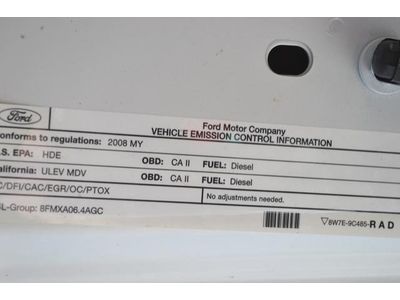 Ford
Ford Motor Company
VEHICLE EMISSION CONTROL INFORMATION
onforms to regulations: 2008 MY
.S. EPA: HDE OBD: CA II FUEL: Diesel
alifornia: ULEV MDV OBD: CA II FUEL: Diesel
C/DFI/CAC/EGR/OC/PTOX No adjustments needed.
SL-Group: 8FMXA06.4AGC
8W7E-9C485-RAD